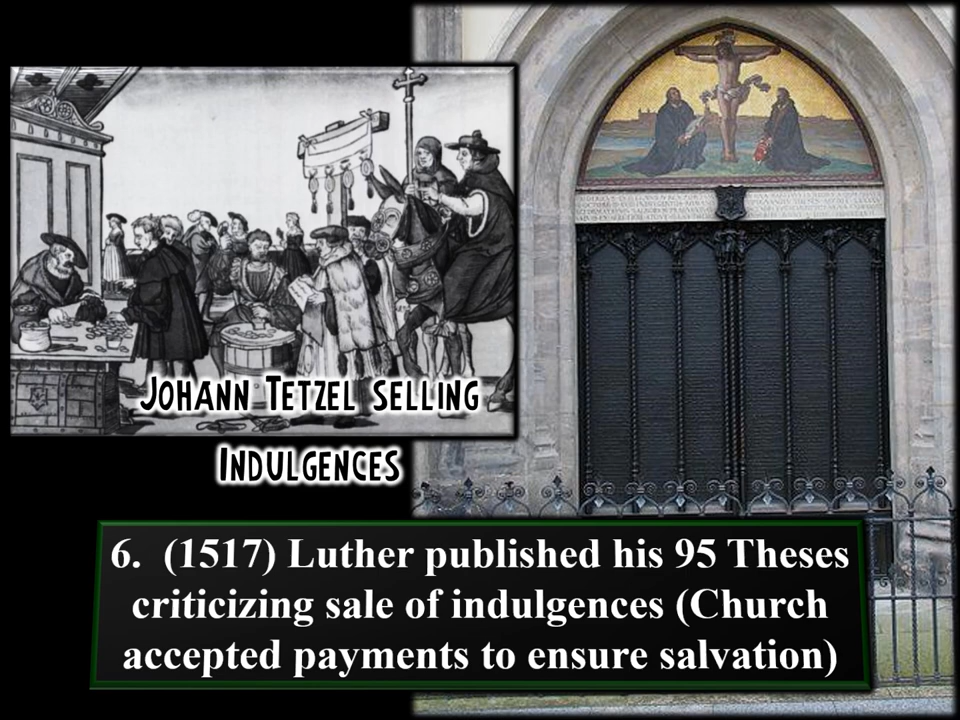 Johann Tetzel selling
Indulgences
6. (1517) Luther published his 95 Theses
criticizing sale of indulgences (Church
accepted payments to ensure salvation)